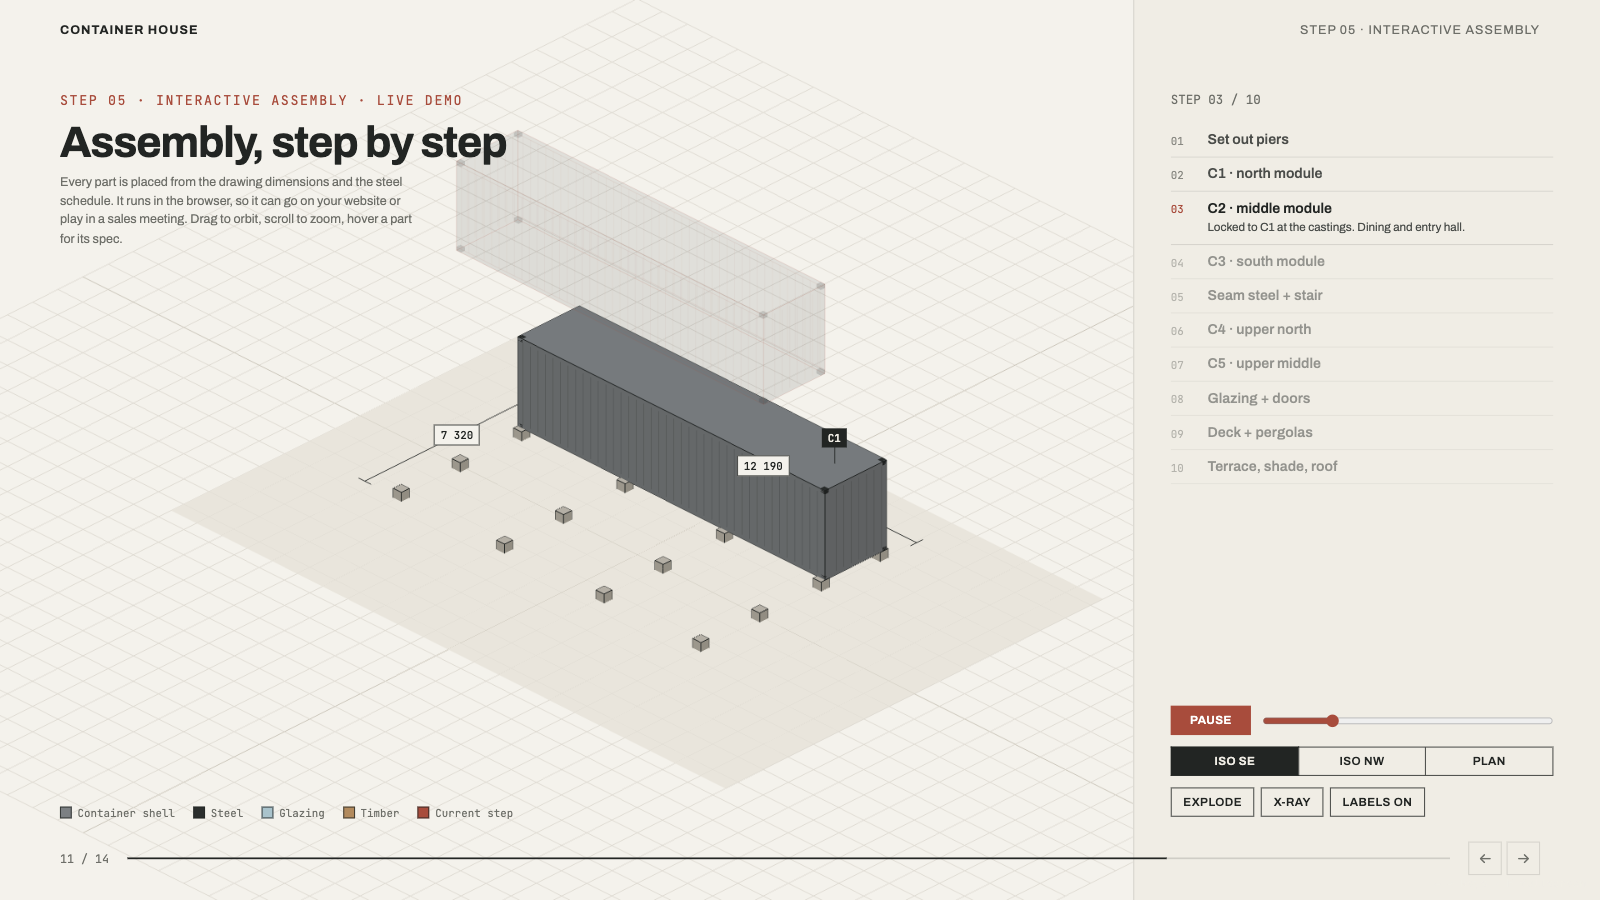 CONTAINER HOUSE
STEP 05 · INTERACTIVE ASSEMBLY
STEP 05 · INTERACTIVE ASSEMBLY · LIVE DEMO
Assembly, step by step
Every part is placed from the drawing dimensions and the steel
schedule. It runs in the browser, so it can go on your website or
play in a sales meeting. Drag to orbit, scroll to zoom, hover a part
for its spec.
7 320
12 190
C1
Container shell
Steel
Glazing
Timber
Current step
STEP 03 / 10
01 Set out piers
02 C1 · north module
03 C2 · middle module
Locked to C1 at the castings. Dining and entry hall.
04 C3 · south module
05 Seam steel + stair
06 C4 · upper north
07 C5 · upper middle
08 Glazing + doors
09 Deck + pergolas
10 Terrace, shade, roof
PAUSE
ISO SE
ISO NW
PLAN
EXPLODE
X-RAY
LABELS ON
11 / 14
← →